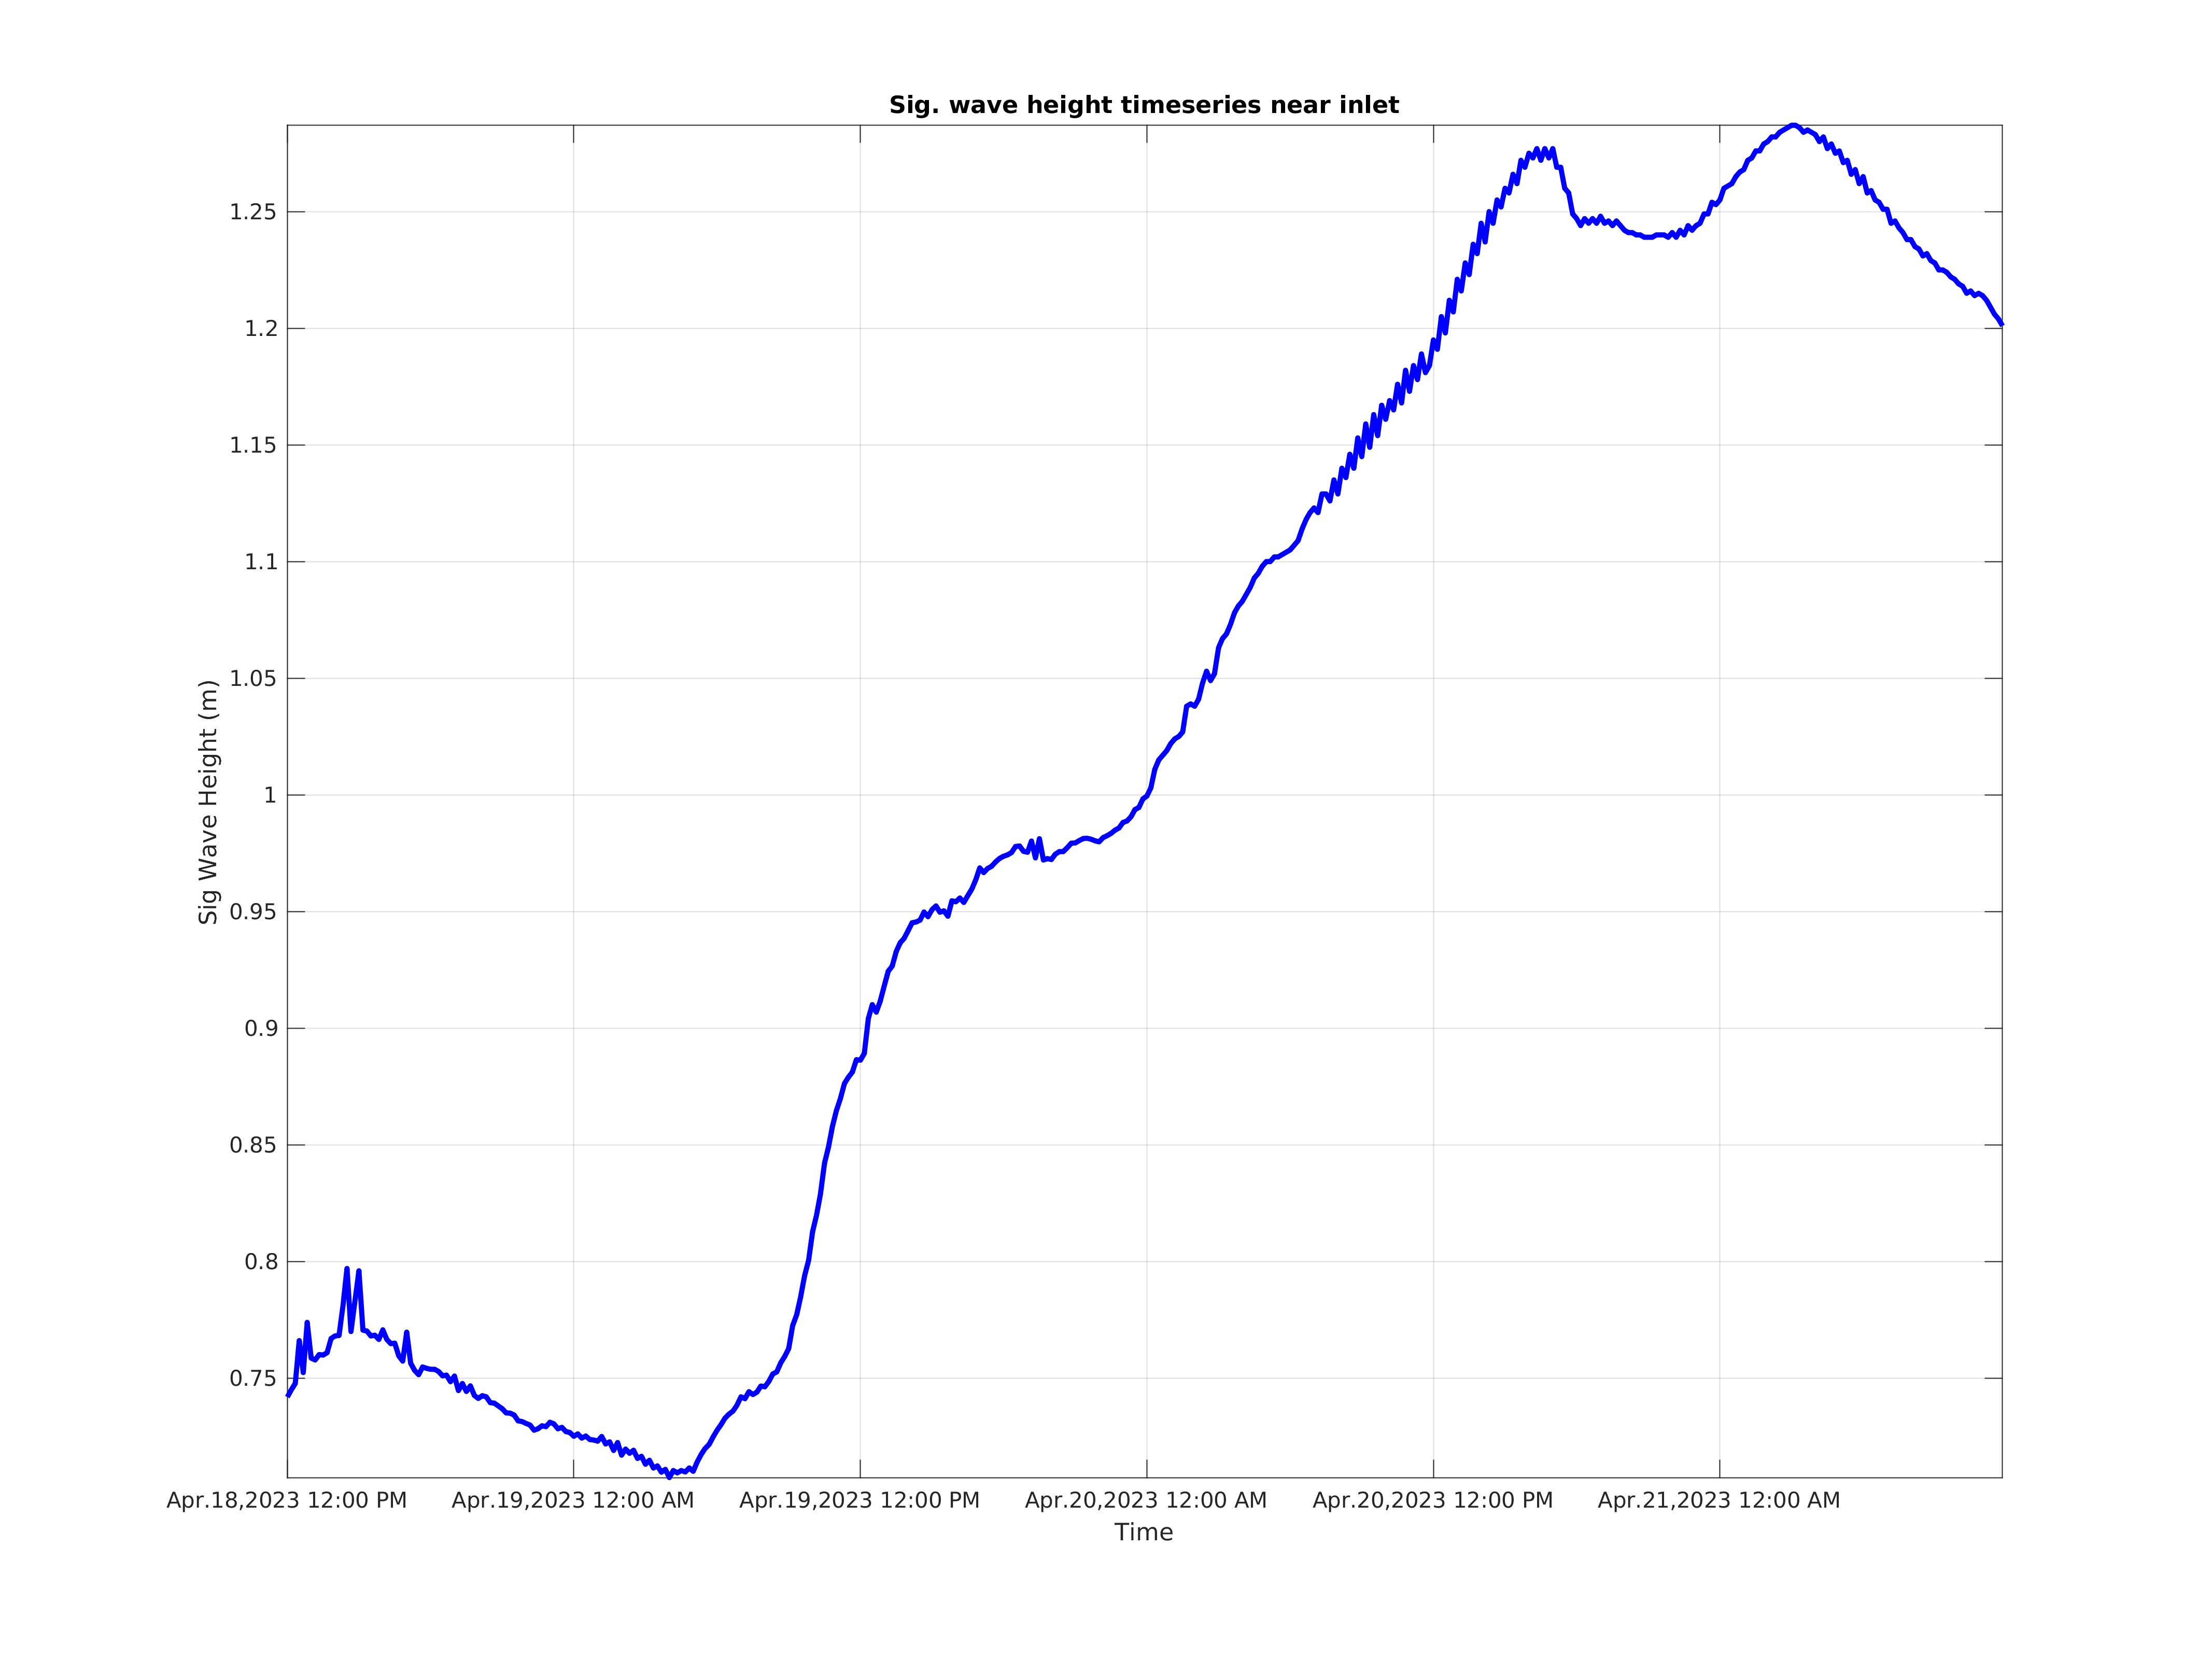 Sig. wave height timeseries near inlet
1.25
1.2
1.15
1.1
1.05
1
0.95
0.9
0.85
0.8
0.75
Sig Wave Height (m)
Apr.18,2023 12:00 PM Apr.19,2023 12:00 AM Apr.19,2023 12:00 PM Apr.20,2023 12:00 AM Apr.20,2023 12:00 PM Apr.21,2023 12:00 AM
Time